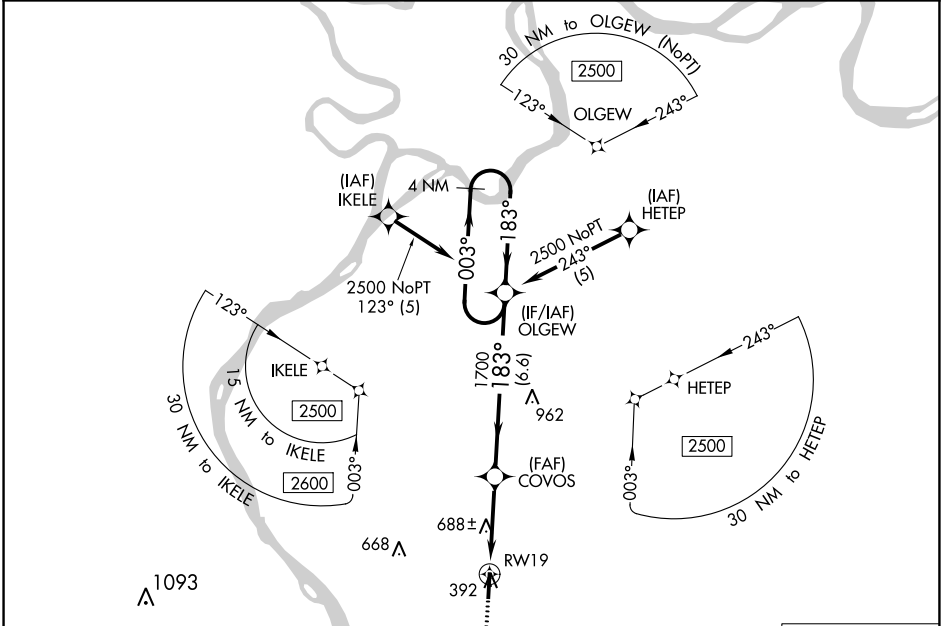 30 NM to OLGEW (NoPT)
2500
123°
243°
OLGEW
(IAF)
IKELE
4 NM
183°
003°
(IAF)
HETEP
2500 NoPT
243°
(5)
2500 NoPT
123° (5)
(IF/IAF)
OLGEW
123°
IKELE
15 NM to IKELE
2500
30 NM to IKELE
2600
003°
1700
183°
(6.6)
962
243°
HETEP
2500
003°
30 NM to HETEP
(FAF)
COVOS
688±
668
RW19
392
1093